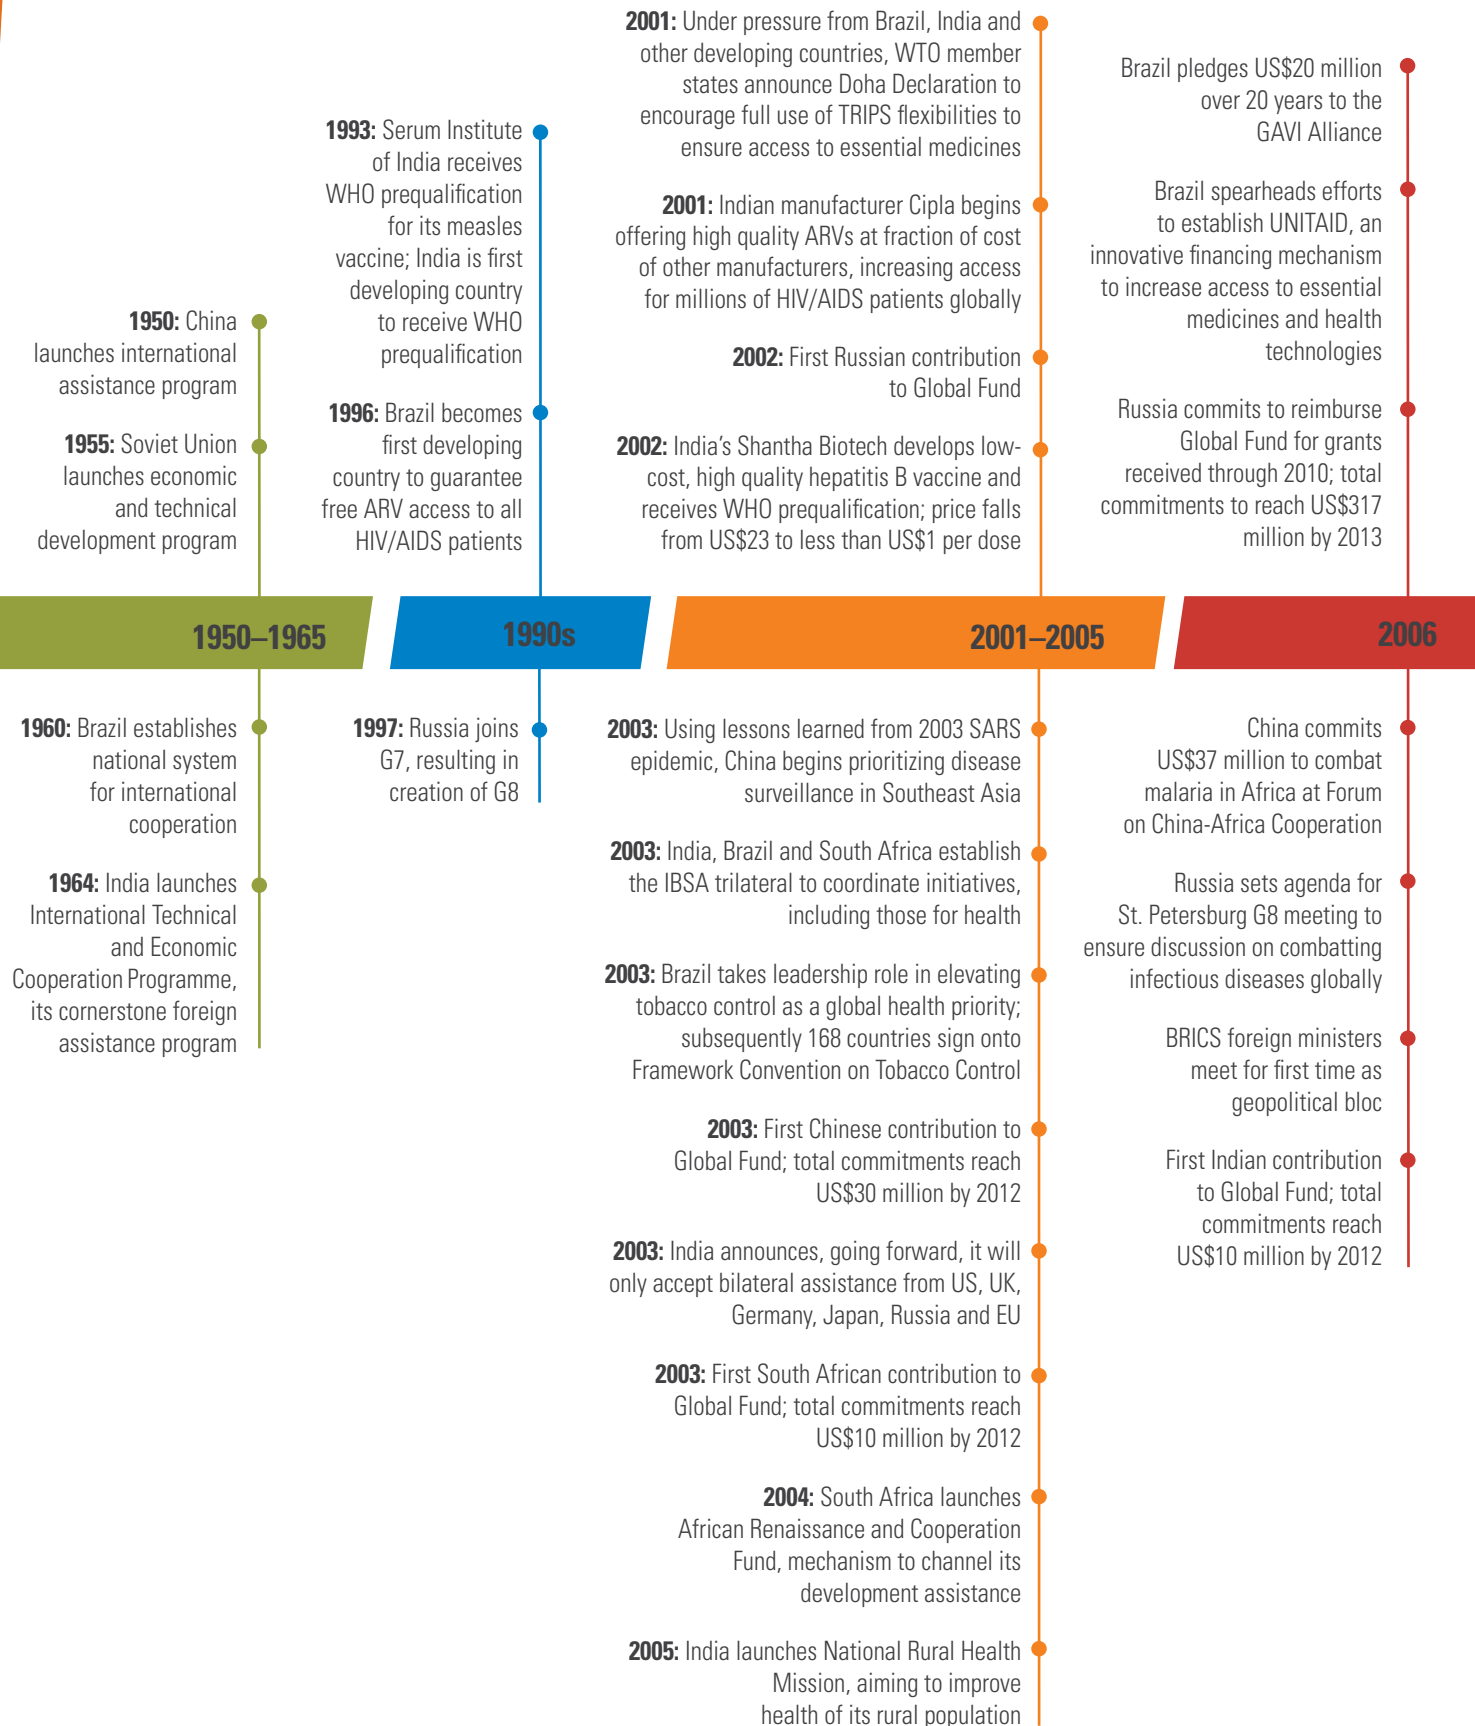 1950: China
launches international
assistance program
1955: Soviet Union
launches economic
and technical
development program
1950–1965
1960: Brazil establishes
national system
for international
cooperation
1964: India launches
International Technical
and Economic
Cooperation Programme,
its cornerstone foreign
assistance program
1993: Serum Institute
of India receives
WHO prequalification
for its measles
vaccine; India is first
developing country
to receive WHO
prequalification
1996: Brazil becomes
first developing
country to guarantee
free ARV access to all
HIV/AIDS patients
1990s
1997: Russia joins
G7, resulting in
creation of G8
2001: Under pressure from Brazil, India and
other developing countries, WTO member
states announce Doha Declaration to
encourage full use of TRIPS flexibilities to
ensure access to essential medicines
2001: Indian manufacturer Cipla begins
offering high quality ARVs at fraction of cost
of other manufacturers, increasing access
for millions of HIV/AIDS patients globally
2002: First Russian contribution
to Global Fund
2002: India’s Shantha Biotech develops low-
cost, high quality hepatitis B vaccine and
receives WHO prequalification; price falls
from US$23 to less than US$1 per dose
2001–2005
2003: Using lessons learned from 2003 SARS
epidemic, China begins prioritizing disease
surveillance in Southeast Asia
2003: India, Brazil and South Africa establish
the IBSA trilateral to coordinate initiatives,
including those for health
2003: Brazil takes leadership role in elevating
tobacco control as a global health priority;
subsequently 168 countries sign onto
Framework Convention on Tobacco Control
2003: First Chinese contribution to
Global Fund; total commitments reach
US$30 million by 2012
2003: India announces, going forward, it will
only accept bilateral assistance from US, UK,
Germany, Japan, Russia and EU
2003: First South African contribution to
Global Fund; total commitments reach
US$10 million by 2012
2004: South Africa launches
African Renaissance and Cooperation
Fund, mechanism to channel its
development assistance
2005: India launches National Rural Health
Mission, aiming to improve
health of its rural population
Brazil pledges US$20 million
over 20 years to the
GAVI Alliance
Brazil spearheads efforts
to establish UNITAID, an
innovative financing mechanism
to increase access to essential
medicines and health
technologies
Russia commits to reimburse
Global Fund for grants
received through 2010; total
commitments to reach US$317
million by 2013
2006
China commits
US$37 million to combat
malaria in Africa at Forum
on China-Africa Cooperation
Russia sets agenda for
St. Petersburg G8 meeting to
ensure discussion on combatting
infectious diseases globally
BRICS foreign ministers
meet for first time as
geopolitical bloc
First Indian contribution
to Global Fund; total
commitments reach
US$10 million by 2012